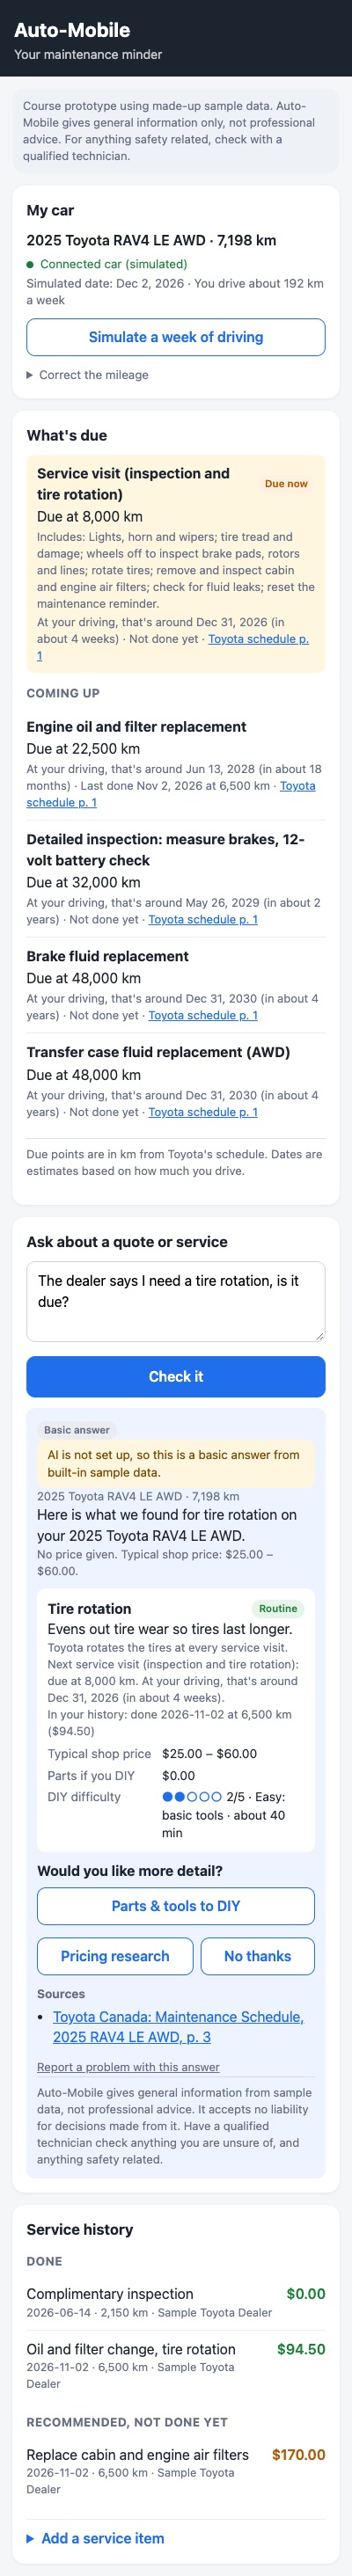 Auto-Mobile
Your maintenance minder
Course prototype using made-up sample data. Auto-
Mobile gives general information only, not professional
advice. For anything safety related, check with a
qualified technician.
My car
2025 Toyota RAV4 LE AWD · 7,198 km
Connected car (simulated)
Simulated date: Dec 2, 2026 · You drive about 192 km
a week
Simulate a week of driving
Correct the mileage
What's due
Service visit (inspection and
tire rotation)
Due now
Due at 8,000 km
Includes: Lights, horn and wipers; tire tread and
damage; wheels off to inspect brake pads, rotors
and lines; rotate tires; remove and inspect cabin
and engine air filters; check for fluid leaks; reset the
maintenance reminder.
At your driving, that's around Dec 31, 2026 (in
about 4 weeks) · Not done yet · Toyota schedule p.
1
COMING UP
Engine oil and filter replacement
Due at 22,500 km
At your driving, that's around Jun 13, 2028 (in about 18
months) · Last done Nov 2, 2026 at 6,500 km · Toyota
schedule p. 1
Detailed inspection: measure brakes, 12-
volt battery check
Due at 32,000 km
At your driving, that's around May 26, 2029 (in about 2
years) · Not done yet · Toyota schedule p. 1
Brake fluid replacement
Due at 48,000 km
At your driving, that's around Dec 31, 2030 (in about 4
years) · Not done yet · Toyota schedule p. 1
Transfer case fluid replacement (AWD)
Due at 48,000 km
At your driving, that's around Dec 31, 2030 (in about 4
years) · Not done yet · Toyota schedule p. 1
Due points are in km from Toyota's schedule. Dates are
estimates based on how much you drive.
Ask about a quote or service
The dealer says I need a tire rotation, is it
due?
Check it
Basic answer
AI is not set up, so this is a basic answer from
built-in sample data.
2025 Toyota RAV4 LE AWD · 7,198 km
Here is what we found for tire rotation on
your 2025 Toyota RAV4 LE AWD.
No price given. Typical shop price: $25.00 –
$60.00.
Tire rotation
Routine
Evens out tire wear so tires last longer.
Toyota rotates the tires at every service visit.
Next service visit (inspection and tire rotation):
due at 8,000 km. At your driving, that's around
Dec 31, 2026 (in about 4 weeks).
In your history: done 2026-11-02 at 6,500 km
($94.50)
Typical shop price $25.00 – $60.00
Parts if you DIY $0.00
DIY difficulty 2/5 · Easy:
basic tools · about 40
min
Would you like more detail?
Parts & tools to DIY
Pricing research
No thanks
Sources
• Toyota Canada: Maintenance Schedule,
2025 RAV4 LE AWD, p. 3
Report a problem with this answer
Auto-Mobile gives general information from sample
data, not professional advice. It accepts no liability
for decisions made from it. Have a qualified
technician check anything you are unsure of, and
anything safety related.
Service history
DONE
Complimentary inspection $0.00
2026-06-14 · 2,150 km · Sample Toyota Dealer
Oil and filter change, tire rotation $94.50
2026-11-02 · 6,500 km · Sample Toyota
Dealer
RECOMMENDED, NOT DONE YET
Replace cabin and engine air filters $170.00
2026-11-02 · 6,500 km · Sample Toyota
Dealer
Add a service item